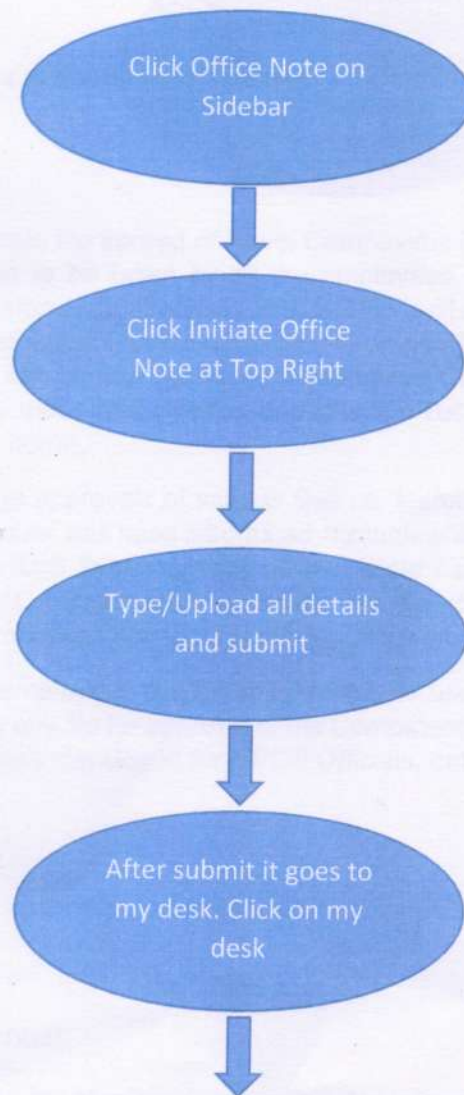 Click Office Note on
Sidebar
Click Initiate Office
Note at Top Right
Type/Upload all details
and submit
After submit it goes to
my desk. Click on my
desk